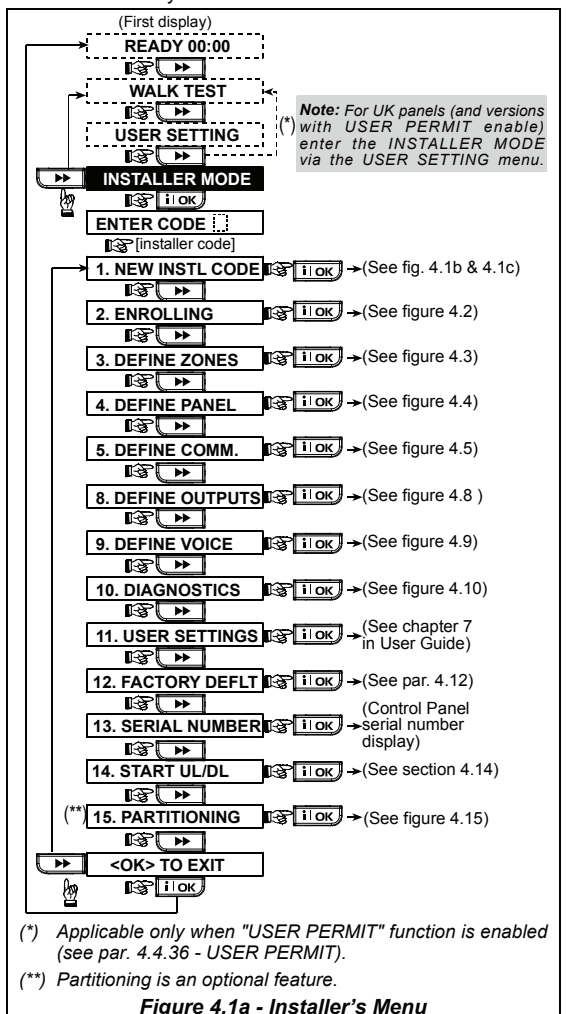 (First display)
READY 00:00
WALK TEST
(*)
Note: For UK panels (and versions
with USER PERMIT enable)
enter the INSTALLER MODE
via the USER SETTING menu.
USER SETTING
INSTALLER MODE
i OK
ENTER CODE
[installer code]
1. NEW INSTL CODE i OK → (See fig. 4.1b & 4.1c)
2. ENROLLING i OK → (See figure 4.2)
3. DEFINE ZONES i OK → (See figure 4.3)
4. DEFINE PANEL i OK → (See figure 4.4)
5. DEFINE COMM. i OK → (See figure 4.5)
8. DEFINE OUTPUTS i OK → (See figure 4.8 )
9. DEFINE VOICE i OK → (See figure 4.9)
10. DIAGNOSTICS i OK → (See figure 4.10)
11. USER SETTINGS i OK → (See chapter 7
in User Guide)
12. FACTORY DEFLT i OK → (See par. 4.12)
13. SERIAL NUMBER i OK → (Control Panel
serial number
display)
14. START UL/DL i OK → (See section 4.14)
(**) 15. PARTITIONING i OK → (See figure 4.15)
<OK> TO EXIT
i OK
(*) Applicable only when "USER PERMIT" function is enabled
(see par. 4.4.36 - USER PERMIT).
(**) Partitioning is an optional feature.
Figure 4.1a - Installer's Menu